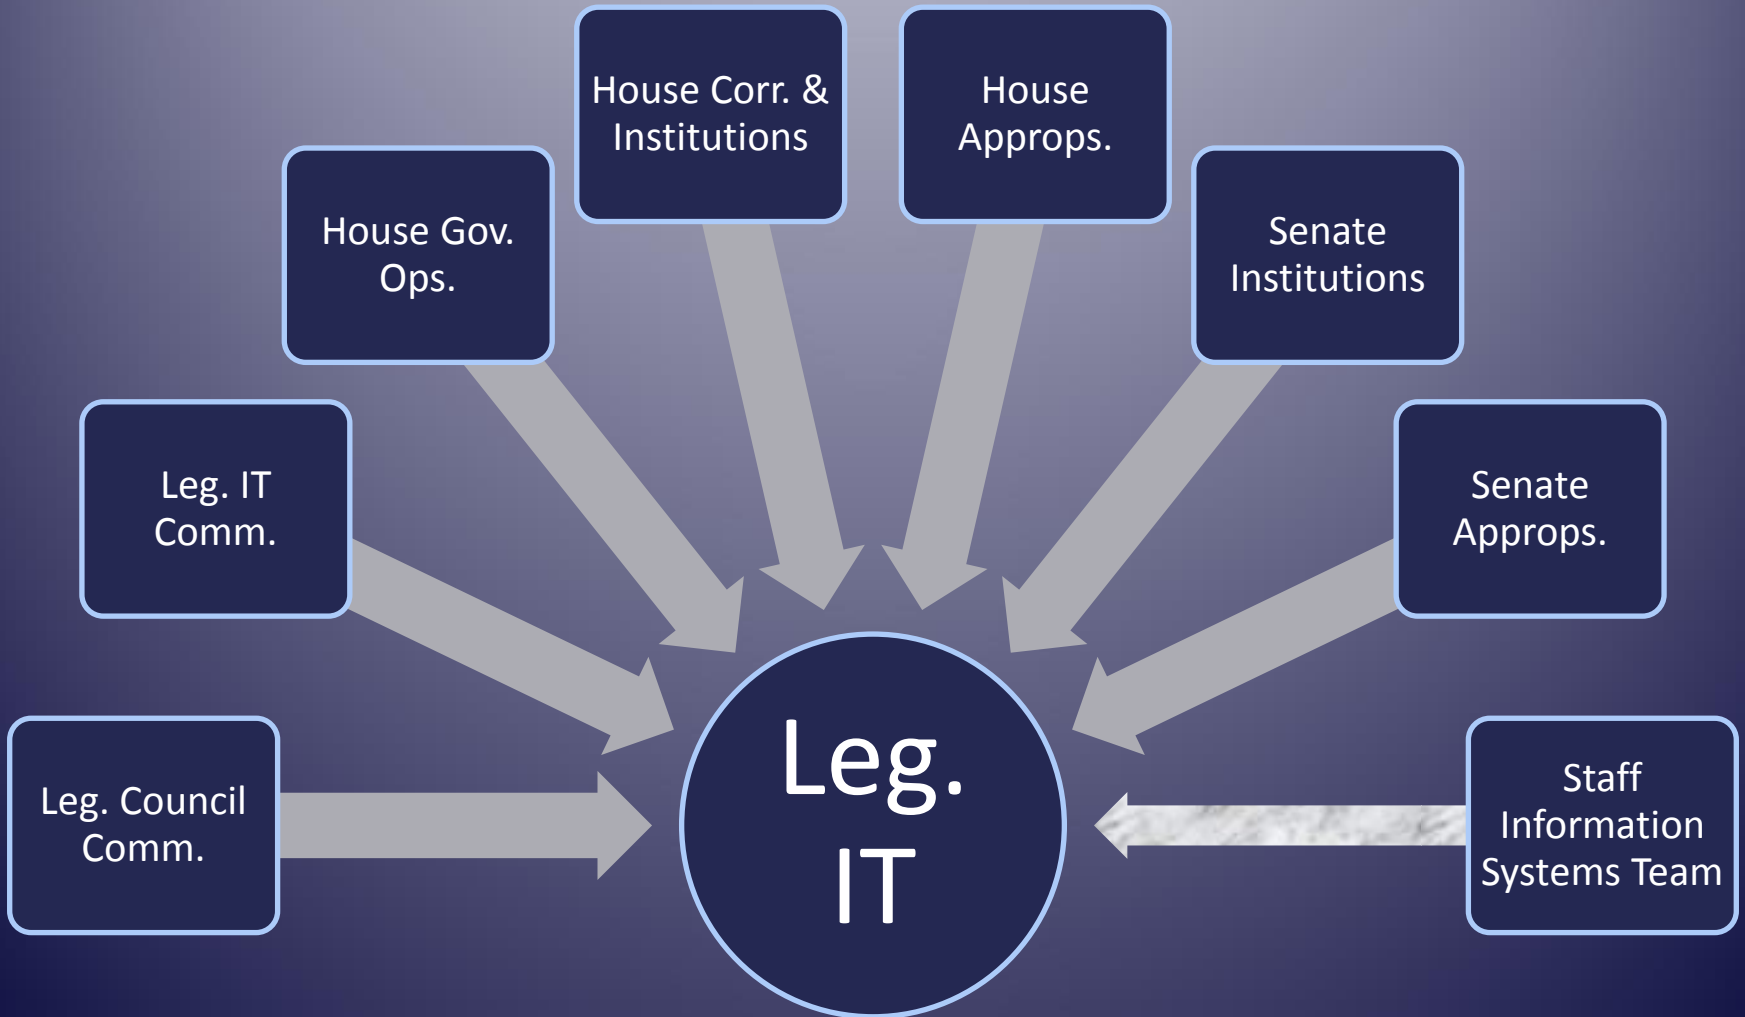 House Corr. &
Institutions
House
Approps.
House Gov.
Ops.
Senate
Institutions
Leg. IT
Comm.
Senate
Approps.
Leg. Council
Comm.
Leg.
IT
Staff
Information
Systems Team